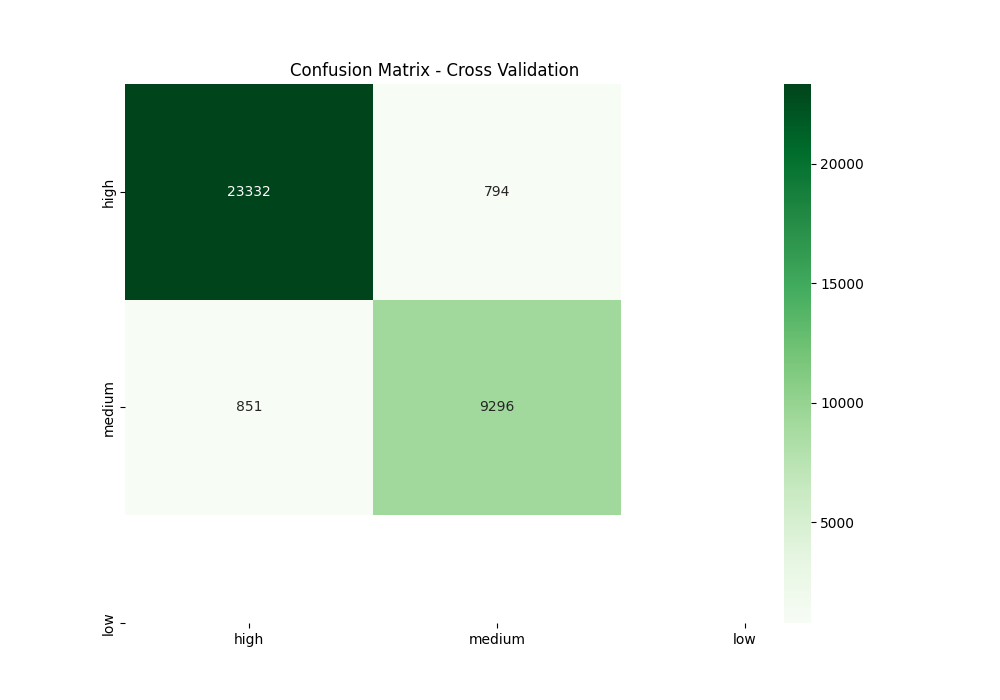 Confusion Matrix - Cross Validation
high
23332
794
20000
15000
medium
851
9296
10000
5000
low
high
medium
low